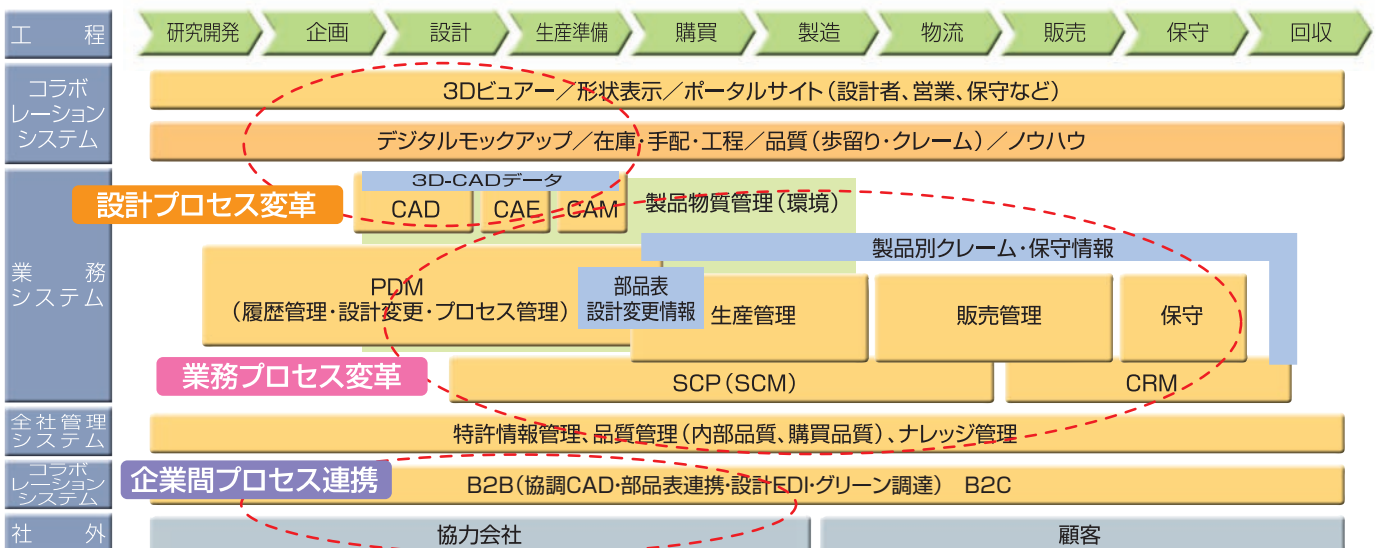 工程
研究開発
企画
設計
生産準備
購買
製造
物流
販売
保守
回収
コラボ
レーション
システム
3Dビュアー／形状表示／ポータルサイト（設計者、営業、保守など）
デジタルモックアップ／在庫・手配・工程／品質（歩留り・クレーム）／ノウハウ
業務
システム
3D-CADデータ
設計プロセス変革
CAD
CAE
CAM
製品物質管理（環境）
製品別クレーム・保守情報
PDM
（履歴管理・設計変更・プロセス管理）
部品表
設計変更情報
生産管理
販売管理
保守
業務プロセス変革
SCP（SCM）
CRM
全社管理
システム
特許情報管理、品質管理（内部品質、購買品質）、ナレッジ管理
コラボ
レーション
システム
企業間プロセス連携
B2B（協調CAD・部品表連携・設計EDI・グリーン調達）　B2C
社外
協力会社
顧客